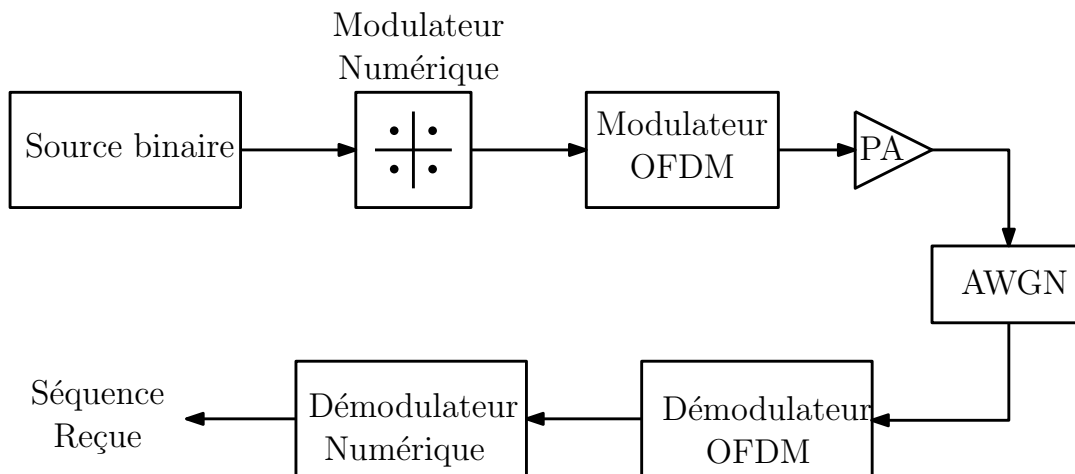 Modulateur
Numérique
Source binaire
Modulateur
OFDM
PA
AWGN
Séquence
Reçue
Démodulateur
Numérique
Démodulateur
OFDM